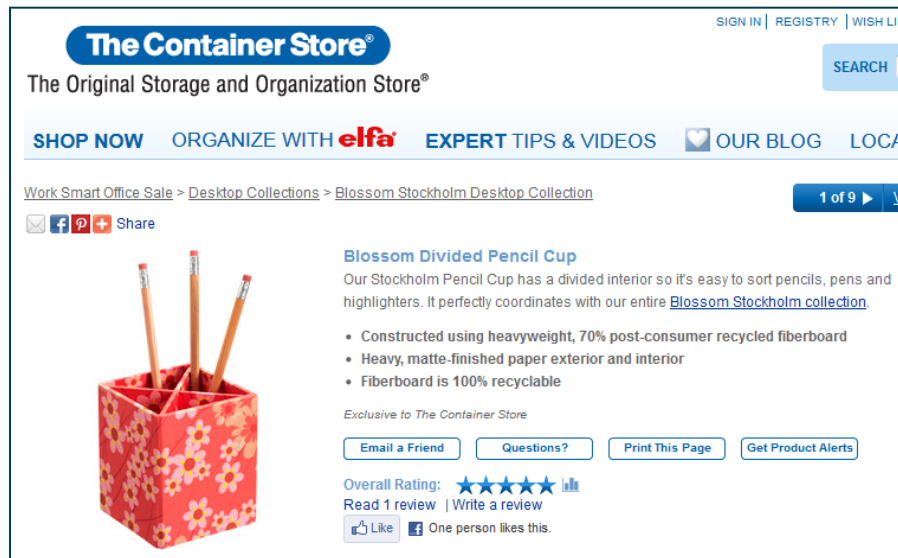 SIGN IN | REGISTRY | WISH LI
The Container Store®
The Original Storage and Organization Store®
SEARCH
SHOP NOW ORGANIZE WITH elfa® EXPERT TIPS & VIDEOS OUR BLOG LOCA
Work Smart Office Sale > Desktop Collections > Blossom Stockholm Desktop Collection
1 of 9
Share
Blossom Divided Pencil Cup
Our Stockholm Pencil Cup has a divided interior so it's easy to sort pencils, pens and
highlighters. It perfectly coordinates with our entire Blossom Stockholm collection.
• Constructed using heavyweight, 70% post-consumer recycled fiberboard
• Heavy, matte-finished paper exterior and interior
• Fiberboard is 100% recyclable
Exclusive to The Container Store
Email a Friend Questions? Print This Page Get Product Alerts
Overall Rating:
Read 1 review | Write a review
Like One person likes this.